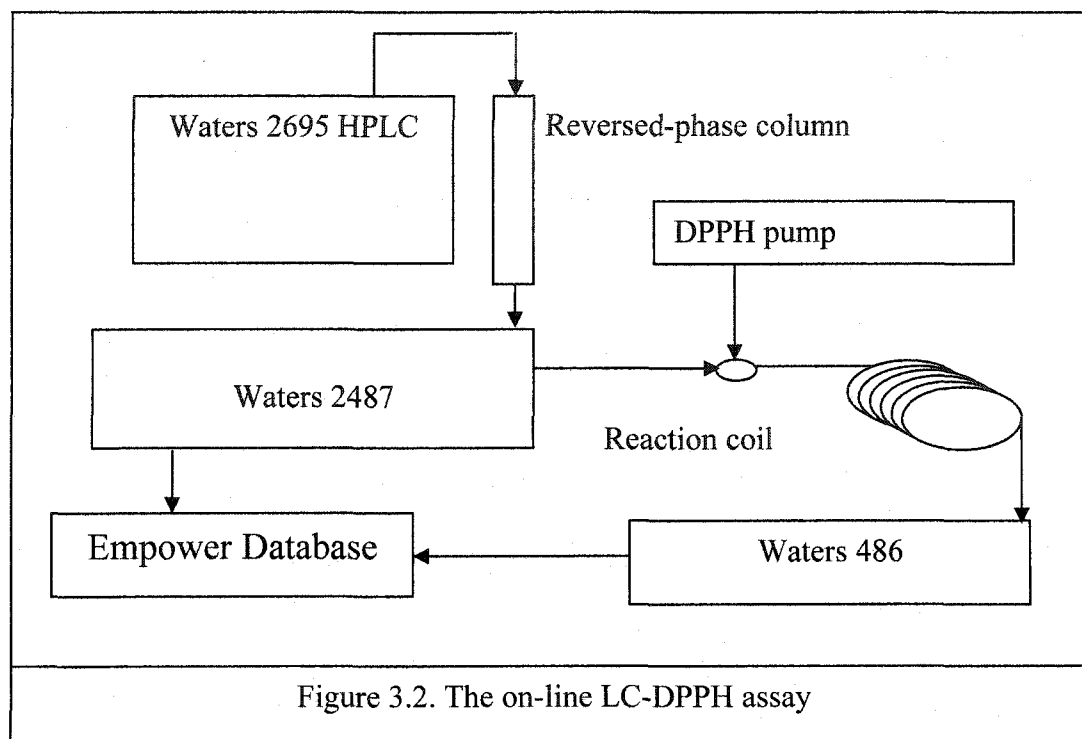 Waters 2695 HPLC
Reversed-phase column
DPPH pump
Waters 2487
Reaction coil
Empower Database
Waters 486
Figure 3.2. The on-line LC-DPPH assay